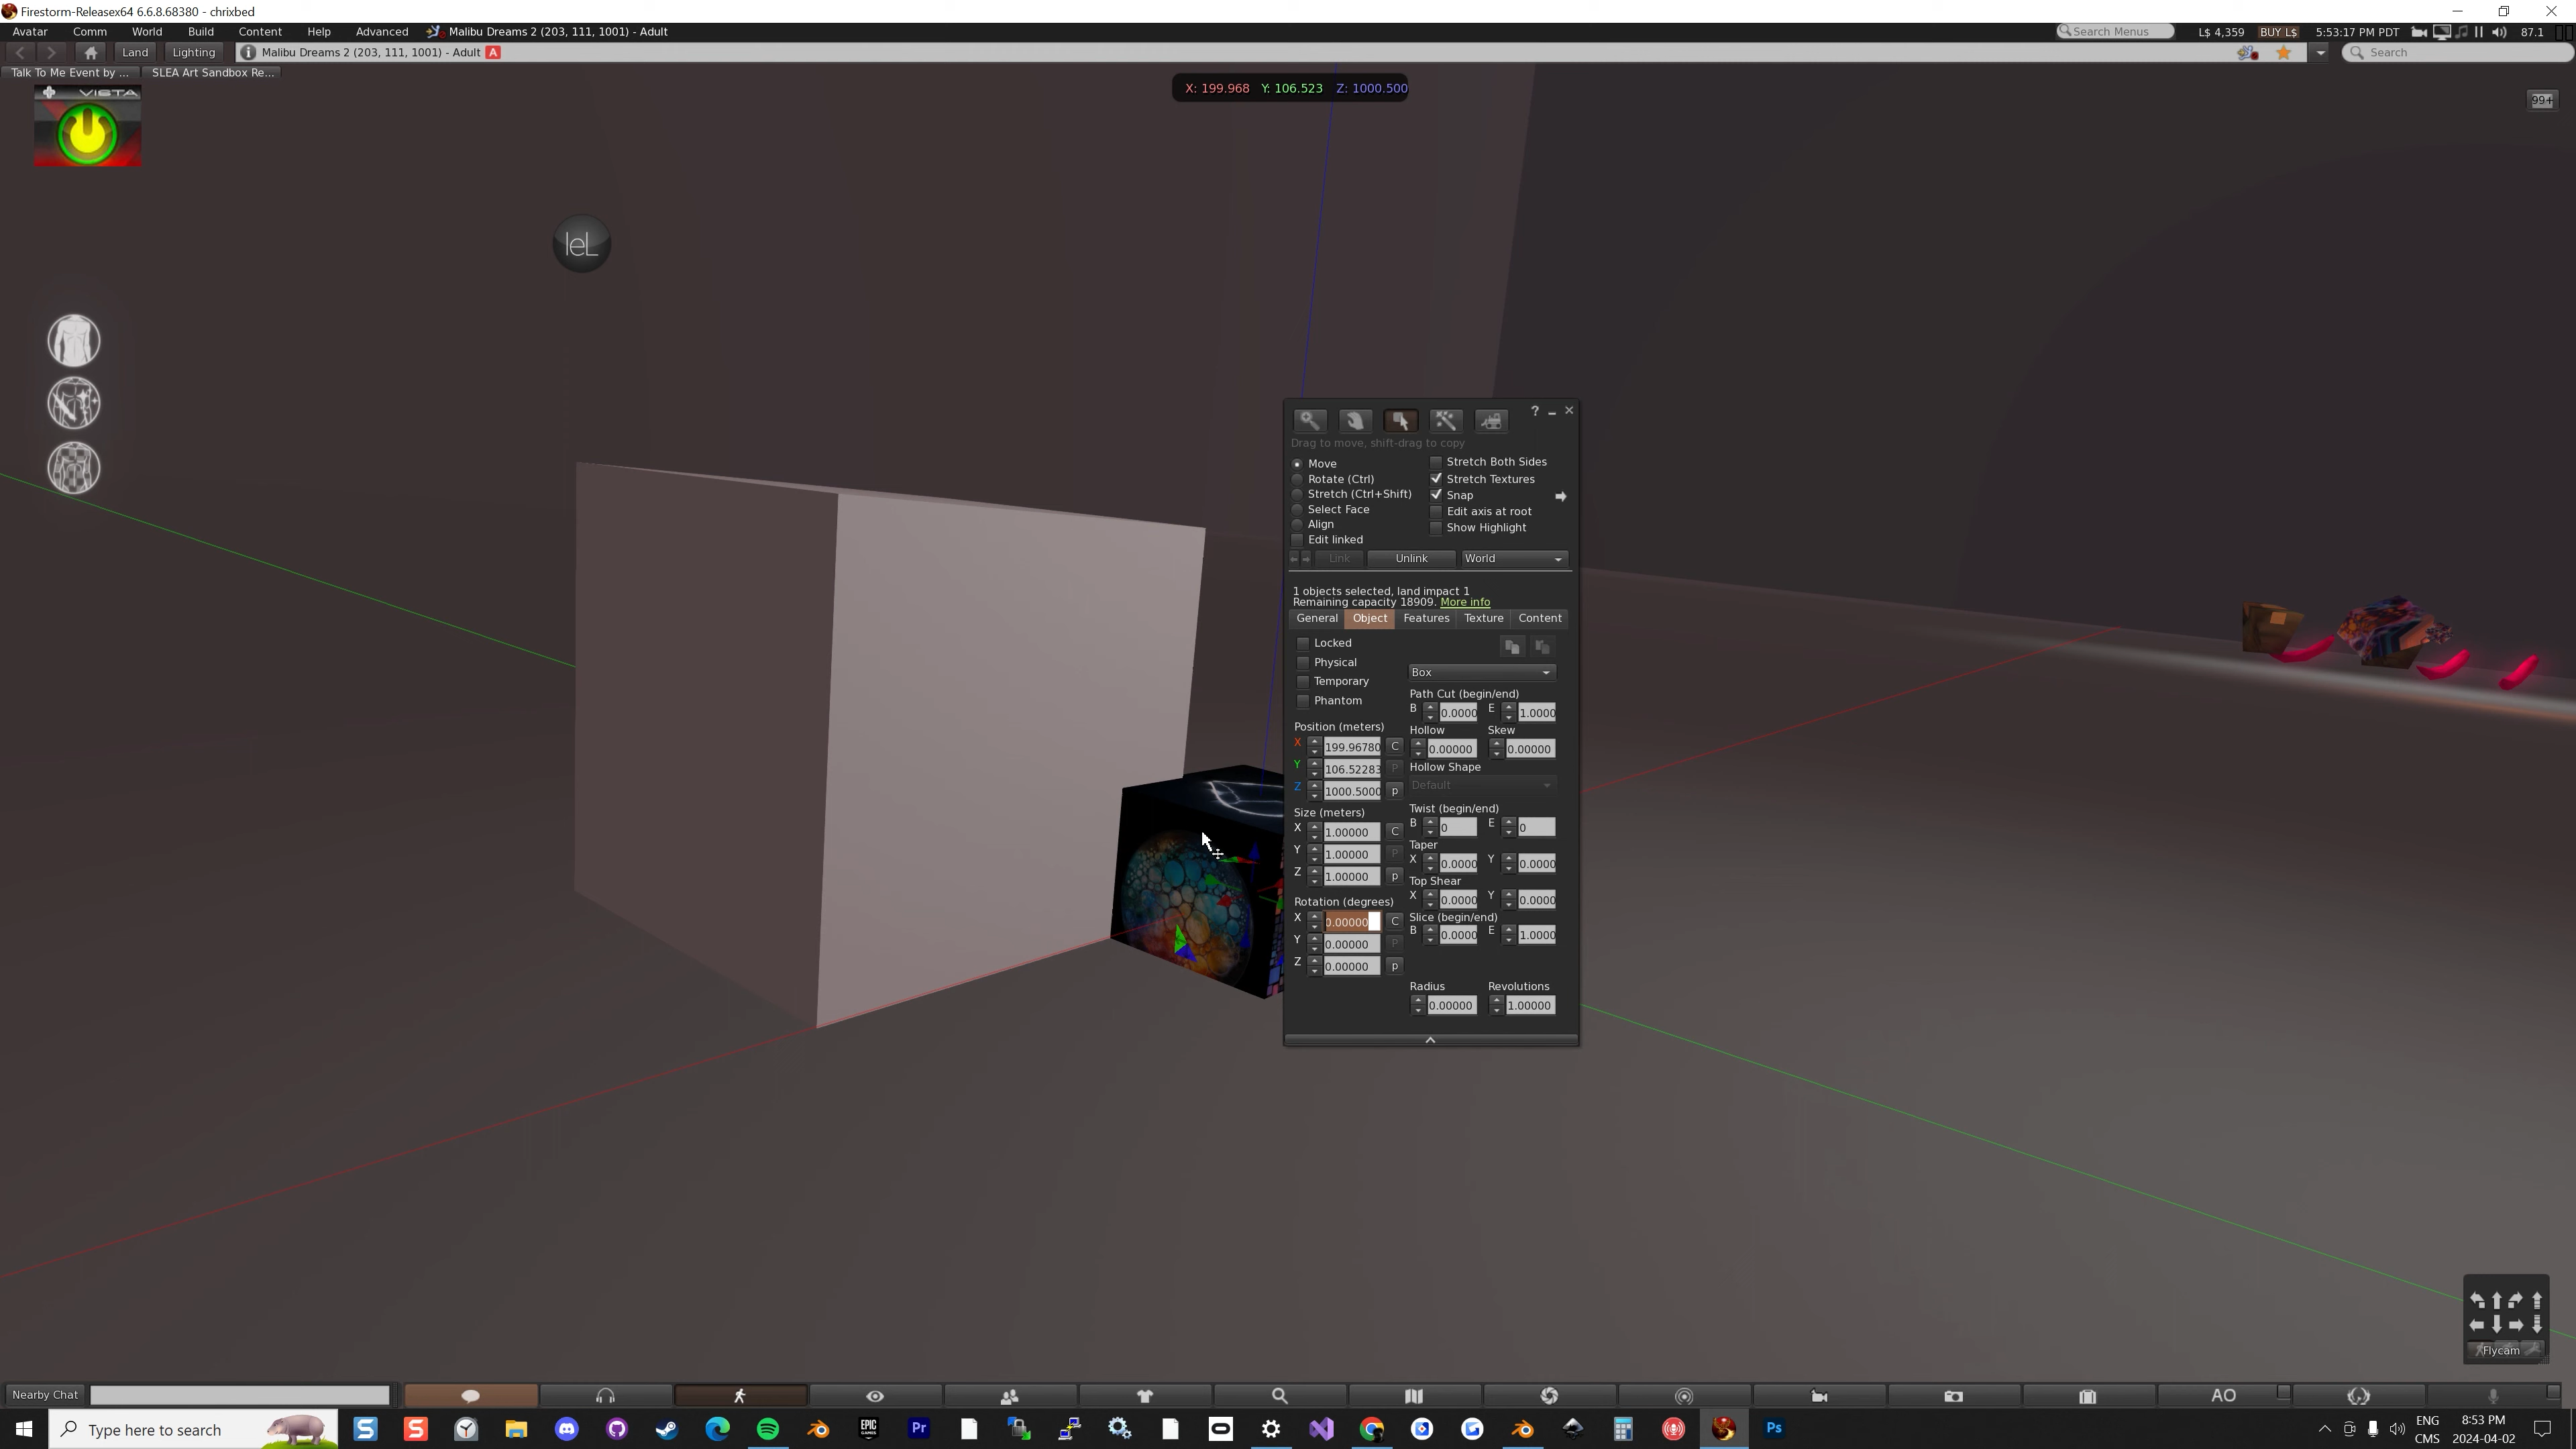 Firestorm-Releasex64 6.6.8.68380 - chrixbed
Avatar Comm World Build Content Help Advanced Malibu Dreams 2 (203, 111, 1001) - Adult Search Menus L$ 4,359 BUY L$ 5:53:17 PM PDT 87.1
Land Lighting Malibu Dreams 2 (203, 111, 1001) - Adult A Search
Talk To Me Event by ... SLEA Art Sandbox Re...
VISTA
X: 199.968 Y: 106.523 Z: 1000.500
99+
leL
Drag to move, shift-drag to copy
Move Stretch Both Sides
Rotate (Ctrl) Stretch Textures
Stretch (Ctrl+Shift) Snap
Select Face Edit axis at root
Align Show Highlight
Edit linked
Link Unlink World
1 objects selected, land impact 1
Remaining capacity 18909. More info
General Object Features Texture Content
Locked
Physical
Temporary
Phantom
Position (meters)
X 199.96780 C
Y 106.52283 P
Z 1000.5000 p
Size (meters)
X 1.00000 C
Y 1.00000 P
Z 1.00000 p
Rotation (degrees)
X 0.00000 C
Y 0.00000 P
Z 0.00000 p
Box
Path Cut (begin/end)
B 0.0000 E 1.0000
Hollow Skew
0.00000 0.00000
Hollow Shape
Default
Twist (begin/end)
B 0 E 0
Taper
X 0.0000 Y 0.0000
Top Shear
X 0.0000 Y 0.0000
Slice (begin/end)
B 0.0000 E 1.0000
Radius Revolutions
0.00000 1.00000
Flycam
Nearby Chat AO
Type here to search S S EPIC GAMES Pr Ps ENG 8:53 PM
CMS 2024-04-02